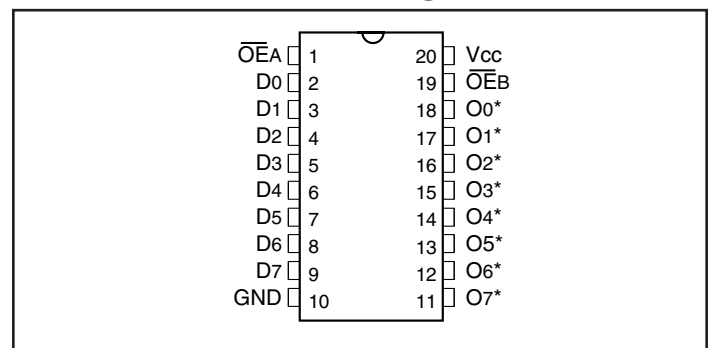 OEA 1 20 Vcc
D0 2 19 OEB
D1 3 18 O0*
D2 4 17 O1*
D3 5 16 O2*
D4 6 15 O3*
D5 7 14 O4*
D6 8 13 O5*
D7 9 12 O6*
GND 10 11 O7*